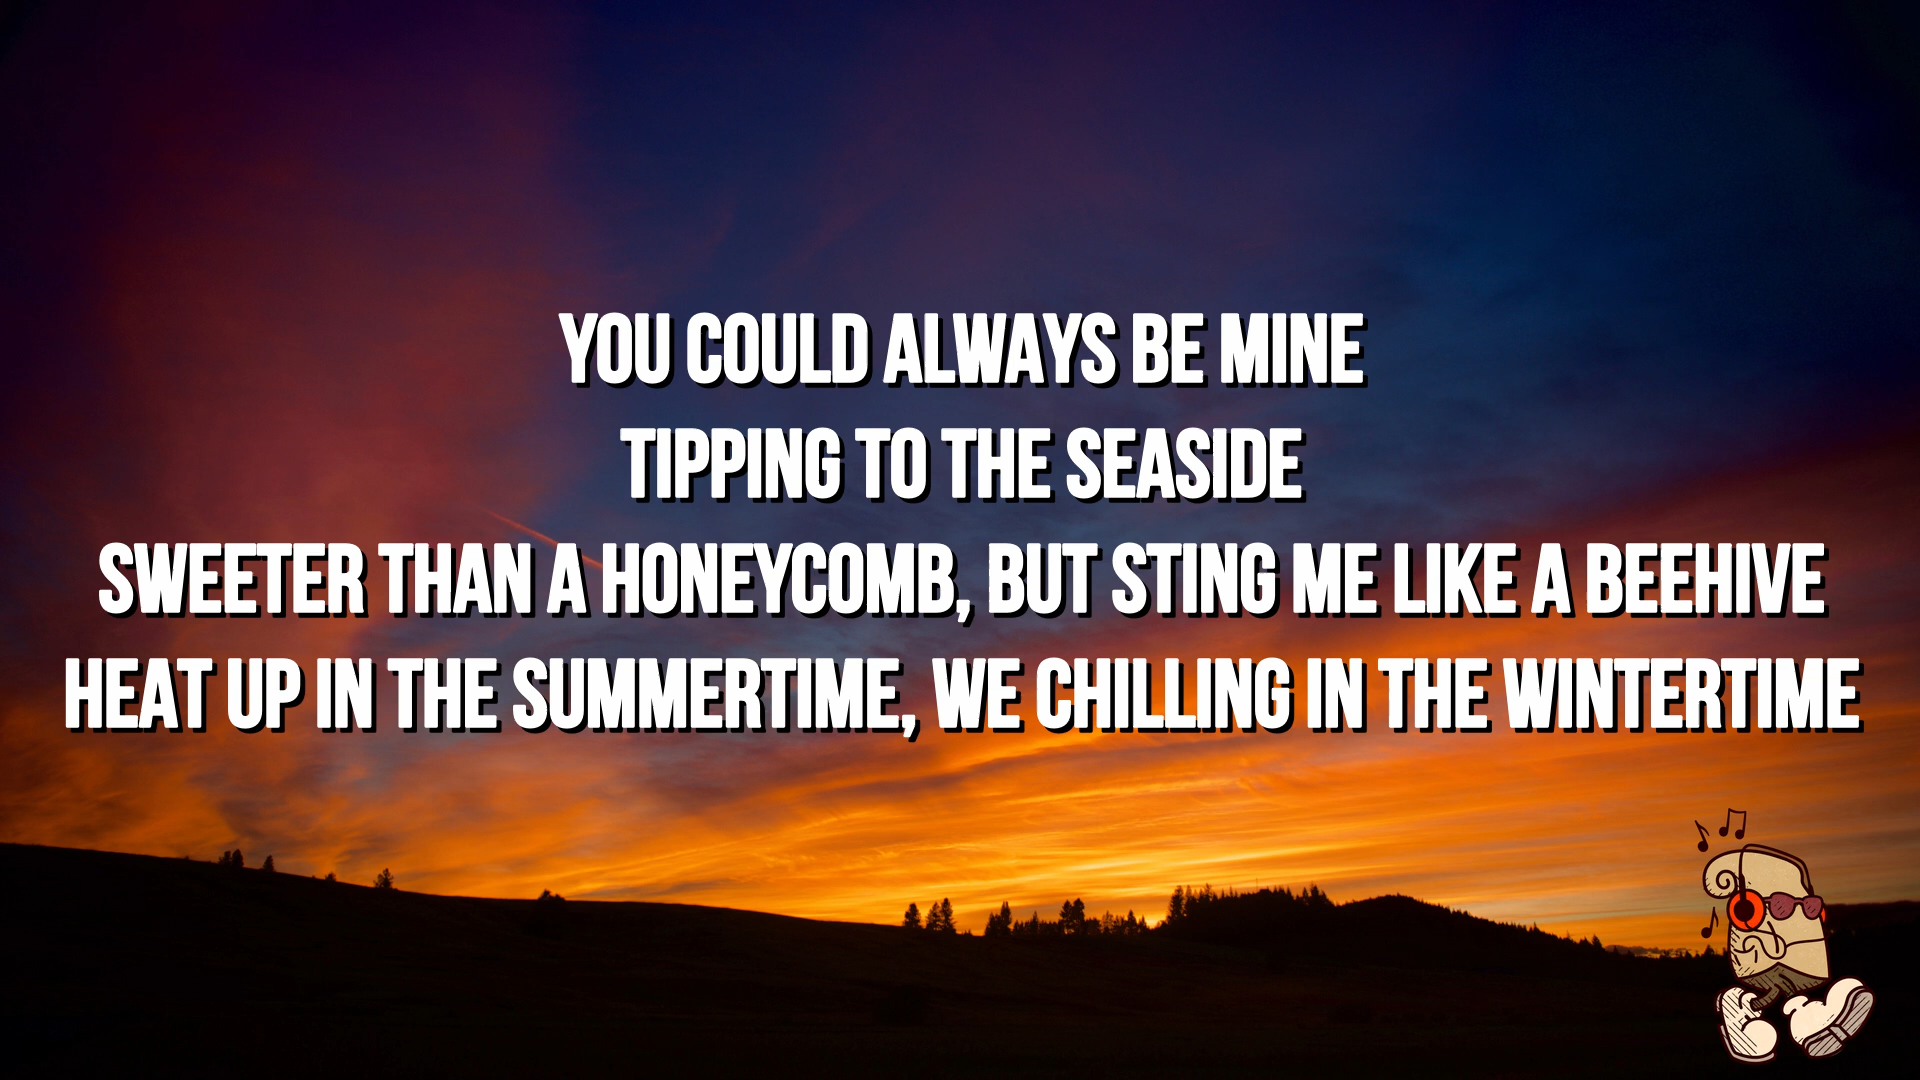 YOU COULD ALWAYS BE MINE
TIPPING TO THE SEASIDE
SWEETER THAN A HONEYCOMB, BUT STING ME LIKE A BEEHIVE
HEAT UP IN THE SUMMERTIME, WE CHILLING IN THE WINTERTIME